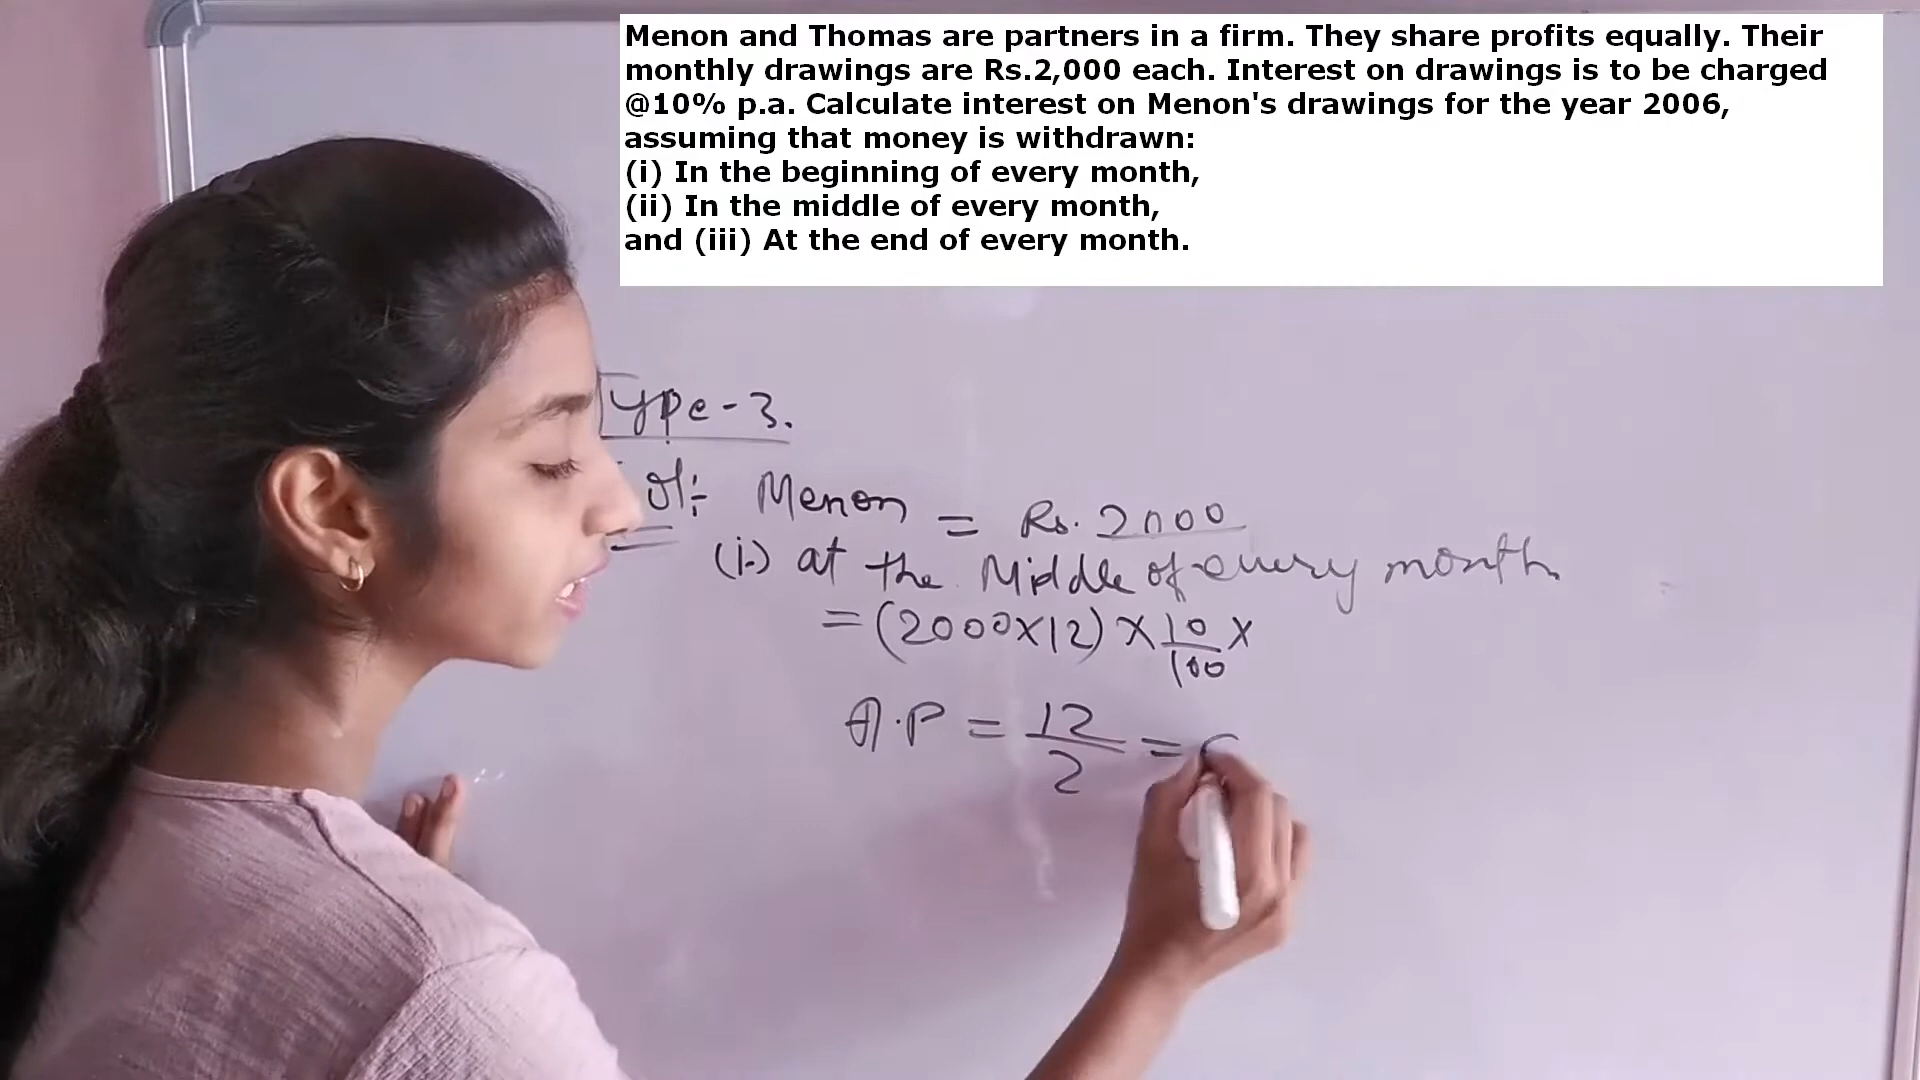 Menon and Thomas are partners in a firm. They share profits equally. Their
monthly drawings are Rs.2,000 each. Interest on drawings is to be charged
@10% p.a. Calculate interest on Menon's drawings for the year 2006,
assuming that money is withdrawn:
(i) In the beginning of every month,
(ii) In the middle of every month,
and (iii) At the end of every month.
Type-3.
ol:- Menon = Rs. 2000
(i.) at the Middle of every month
= (2000×12) × 10/100 ×
A.P = 12/2 =